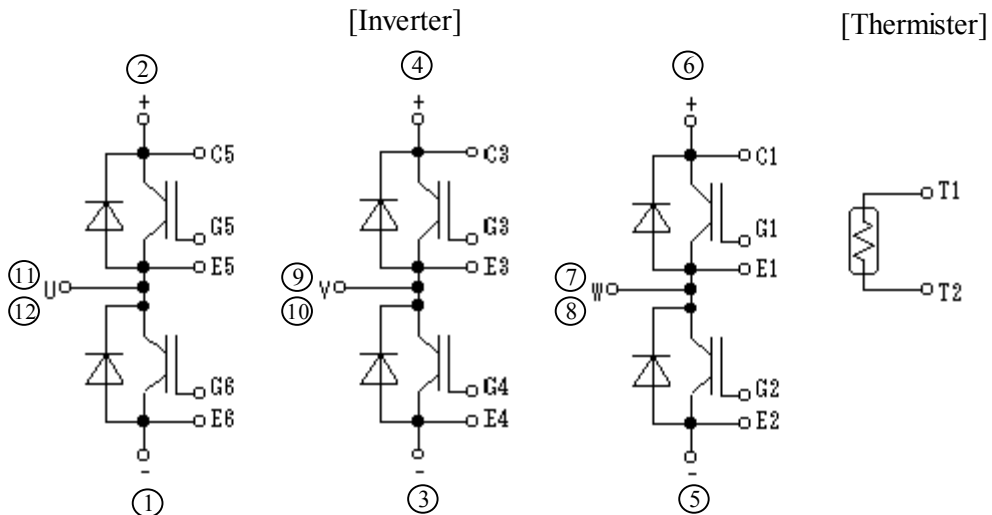 [Inverter]
[Thermister]
② ④ ⑥
+ + +
C5 C3 C1
G5 G3 G1 T1
E5 E3 E1
⑪ U ⑨ V ⑦ W T2
⑫ ⑩ ⑧
G6 G4 G2
E6 E4 E2
- - -
① ③ ⑤